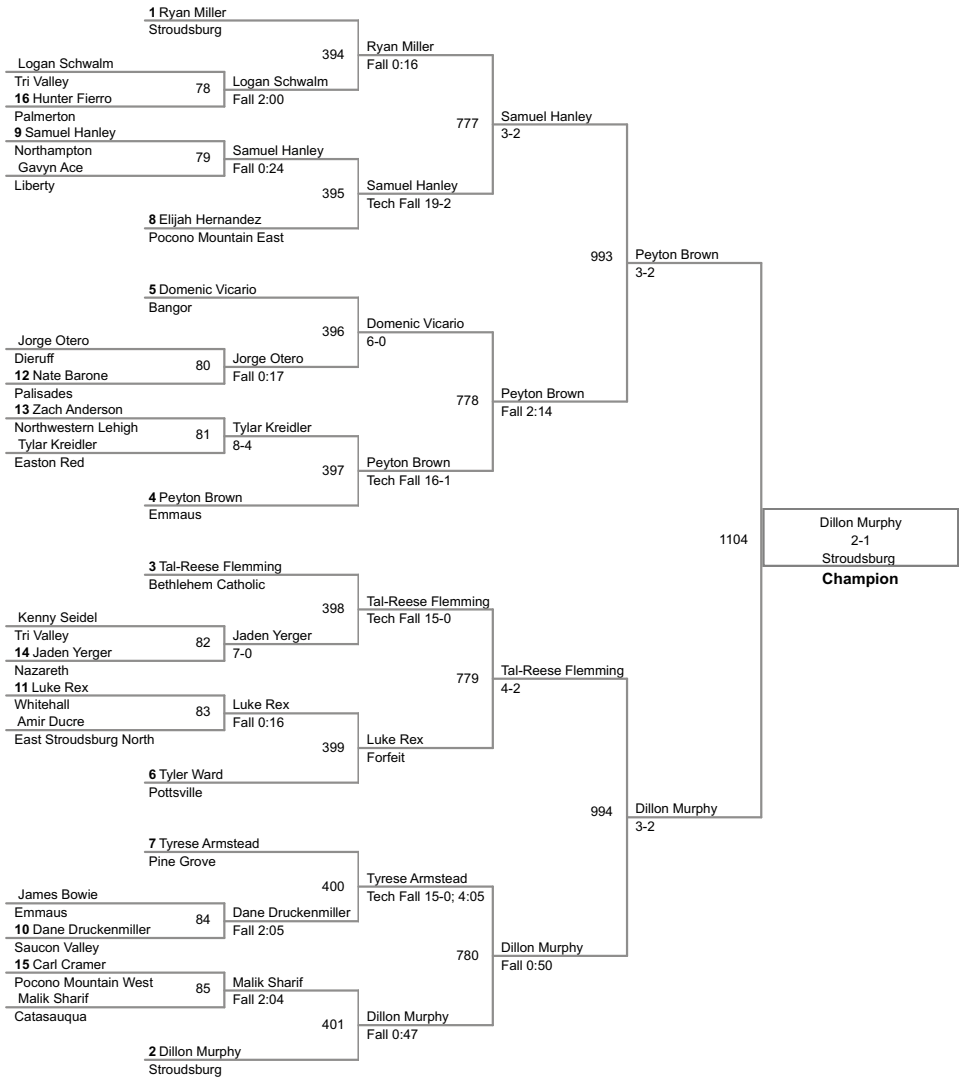 1 Ryan Miller
Stroudsburg
394
Ryan Miller
Fall 0:16
Logan Schwalm
Tri Valley
78
16 Hunter Fierro
Palmerton
Logan Schwalm
Fall 2:00
777
Samuel Hanley
3-2
9 Samuel Hanley
Northampton
79
Gavyn Ace
Liberty
Samuel Hanley
Fall 0:24
395
Samuel Hanley
Tech Fall 19-2
8 Elijah Hernandez
Pocono Mountain East
993
Peyton Brown
3-2
5 Domenic Vicario
Bangor
396
Domenic Vicario
6-0
Jorge Otero
Dieruff
80
12 Nate Barone
Palisades
Jorge Otero
Fall 0:17
778
Peyton Brown
Fall 2:14
13 Zach Anderson
Northwestern Lehigh
81
Tylar Kreidler
Easton Red
Tylar Kreidler
8-4
397
Peyton Brown
Tech Fall 16-1
4 Peyton Brown
Emmaus
1104
Dillon Murphy
2-1
Stroudsburg
Champion
3 Tal-Reese Flemming
Bethlehem Catholic
398
Tal-Reese Flemming
Tech Fall 15-0
Kenny Seidel
Tri Valley
82
14 Jaden Yerger
Nazareth
Jaden Yerger
7-0
779
Tal-Reese Flemming
4-2
11 Luke Rex
Whitehall
83
Amir Ducre
East Stroudsburg North
Luke Rex
Fall 0:16
399
Luke Rex
Forfeit
6 Tyler Ward
Pottsville
994
Dillon Murphy
3-2
7 Tyrese Armstead
Pine Grove
400
Tyrese Armstead
Tech Fall 15-0; 4:05
James Bowie
Emmaus
84
10 Dane Druckenmiller
Saucon Valley
Dane Druckenmiller
Fall 2:05
780
Dillon Murphy
Fall 0:50
15 Carl Cramer
Pocono Mountain West
85
Malik Sharif
Catasauqua
Malik Sharif
Fall 2:04
401
Dillon Murphy
Fall 0:47
2 Dillon Murphy
Stroudsburg